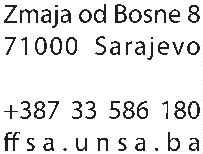 Zmaja od Bosne 8
71000 Sarajevo
+387 33 586 180
ffsa.unsa.ba